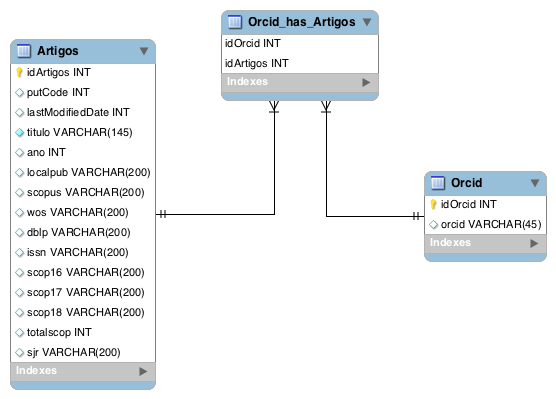 Artigos
idArtigos INT
putCode INT
lastModifiedDate INT
titulo VARCHAR(145)
ano INT
localpub VARCHAR(200)
scopus VARCHAR(200)
wos VARCHAR(200)
dblp VARCHAR(200)
issn VARCHAR(200)
scop16 VARCHAR(200)
scop17 VARCHAR(200)
scop18 VARCHAR(200)
totalscop INT
sjr VARCHAR(200)
Indexes
Orcid_has_Artigos
idOrcid INT
idArtigos INT
Indexes
Orcid
idOrcid INT
orcid VARCHAR(45)
Indexes